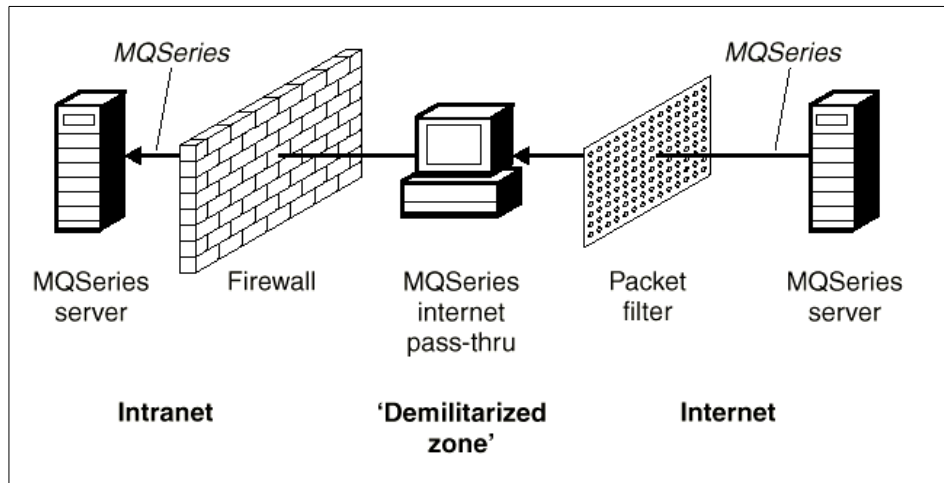 MQSeries
MQSeries
MQSeries
server
Firewall
MQSeries
internet
pass-thru
Packet
filter
MQSeries
server
Intranet
‘Demilitarized
zone’
Internet